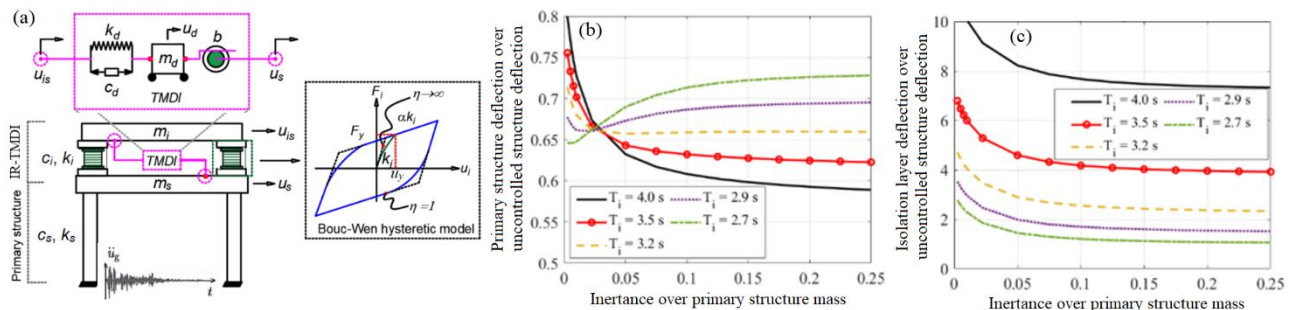 (a)
k_d
u_d
m_d
b
c_d
u_is
u_s
TMDI
IR-TMDI
m_i
u_is
c_i, k_i
TMDI
m_s
u_s
Primary structure
c_s, k_s
ü_g
t
F_i
η→∞
F_y
αk_i
k_i
u_y
u_i
η=1
Bouc-Wen hysteretic model
(b)
Primary structure deflection over
uncontrolled structure deflection
0.8
0.75
0.7
0.65
0.6
0.55
0.5
T_i = 4.0 s
T_i = 3.5 s
T_i = 3.2 s
T_i = 2.9 s
T_i = 2.7 s
0 0.05 0.1 0.15 0.2 0.25
Inertance over primary structure mass
(c)
Isolation layer deflection over
uncontrolled structure deflection
10
8
6
4
2
0
T_i = 4.0 s
T_i = 3.5 s
T_i = 3.2 s
T_i = 2.9 s
T_i = 2.7 s
0 0.05 0.1 0.15 0.2 0.25
Inertance over primary structure mass